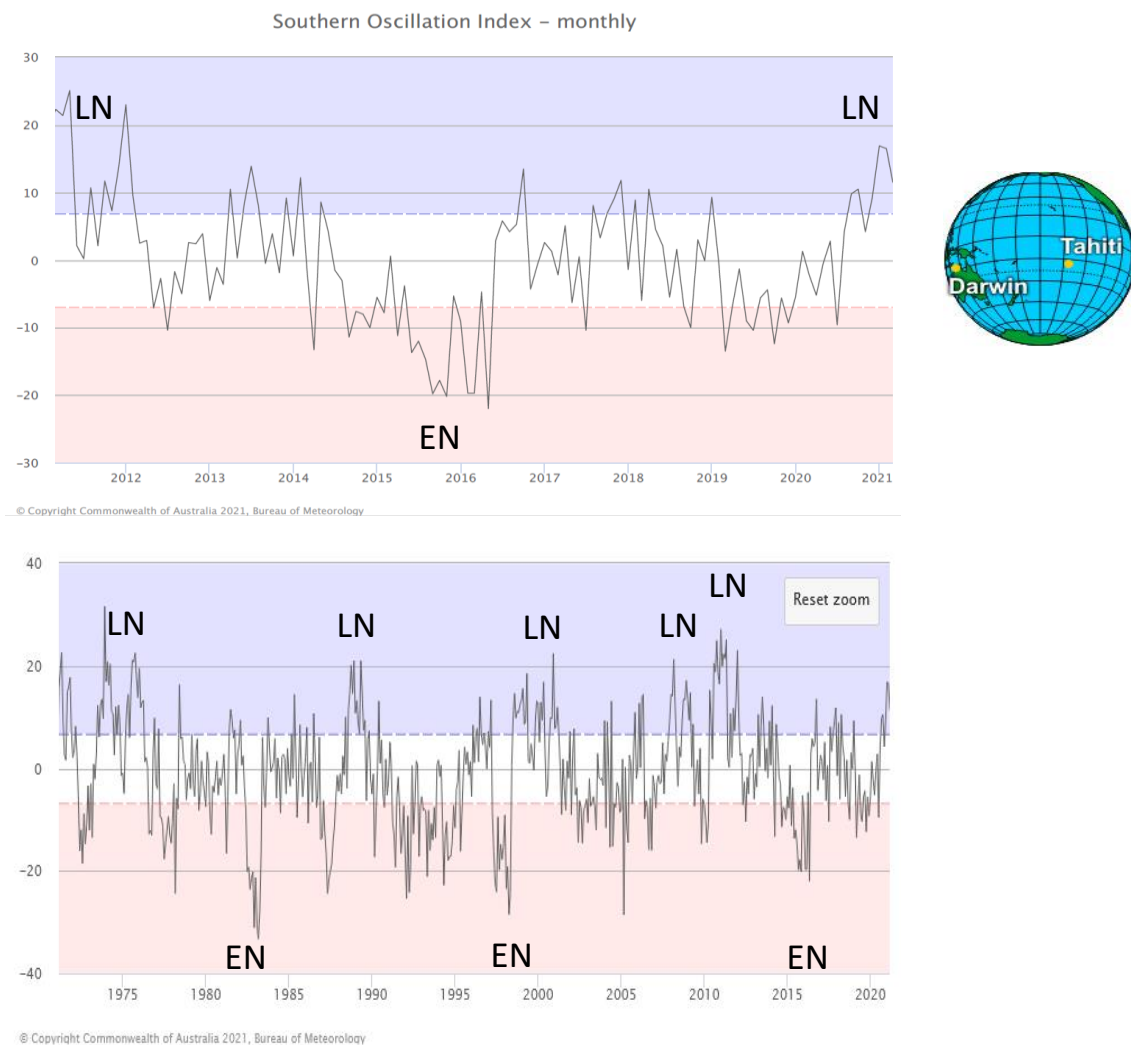 Southern Oscillation Index – monthly
30
20
10
0
−10
−20
−30
LN
LN
EN
2012
2013
2014
2015
2016
2017
2018
2019
2020
2021
© Copyright Commonwealth of Australia 2021, Bureau of Meteorology
Tahiti
Darwin
40
20
0
−20
−40
LN
LN
LN
LN
LN
Reset zoom
EN
EN
EN
1975
1980
1985
1990
1995
2000
2005
2010
2015
2020
© Copyright Commonwealth of Australia 2021, Bureau of Meteorology